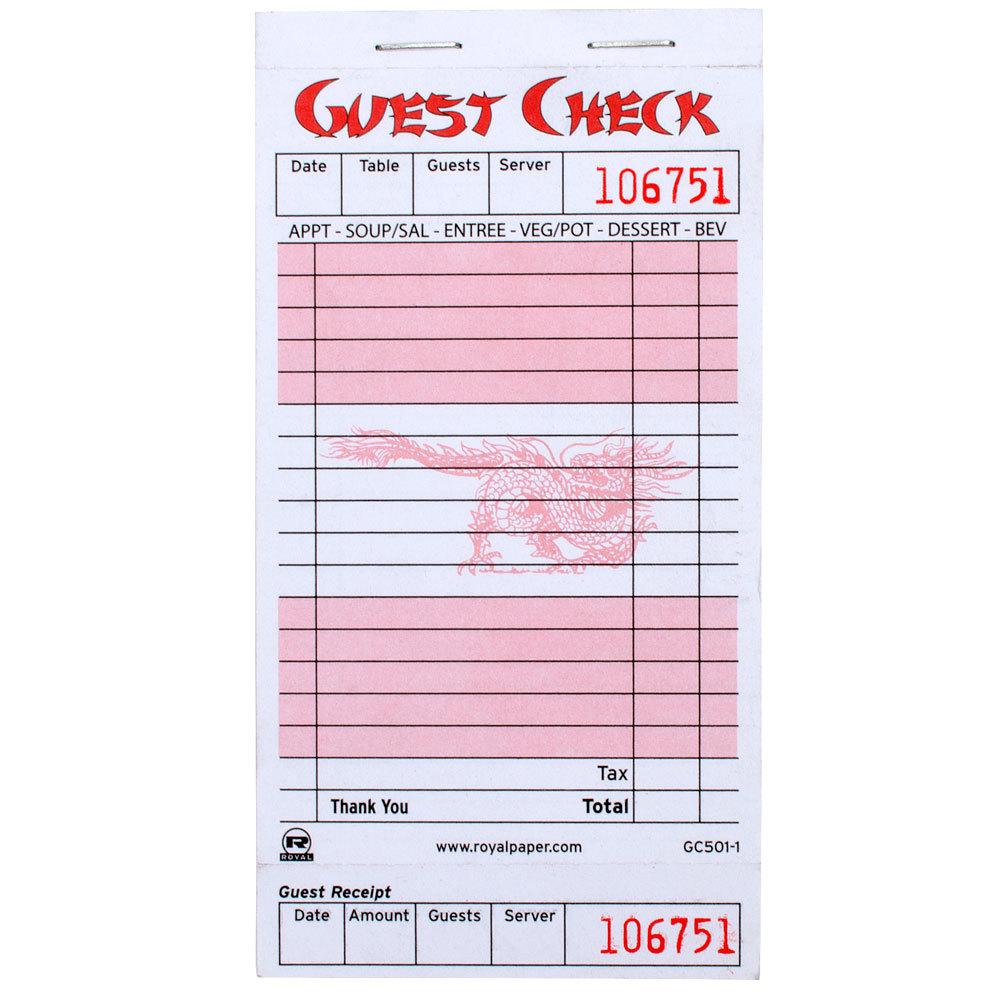 GUEST CHECK
Date Table Guests Server 106751
APPT - SOUP/SAL - ENTREE - VEG/POT - DESSERT - BEV
Tax
Thank You Total
R
ROYAL www.royalpaper.com GC501-1
Guest Receipt
Date Amount Guests Server 106751